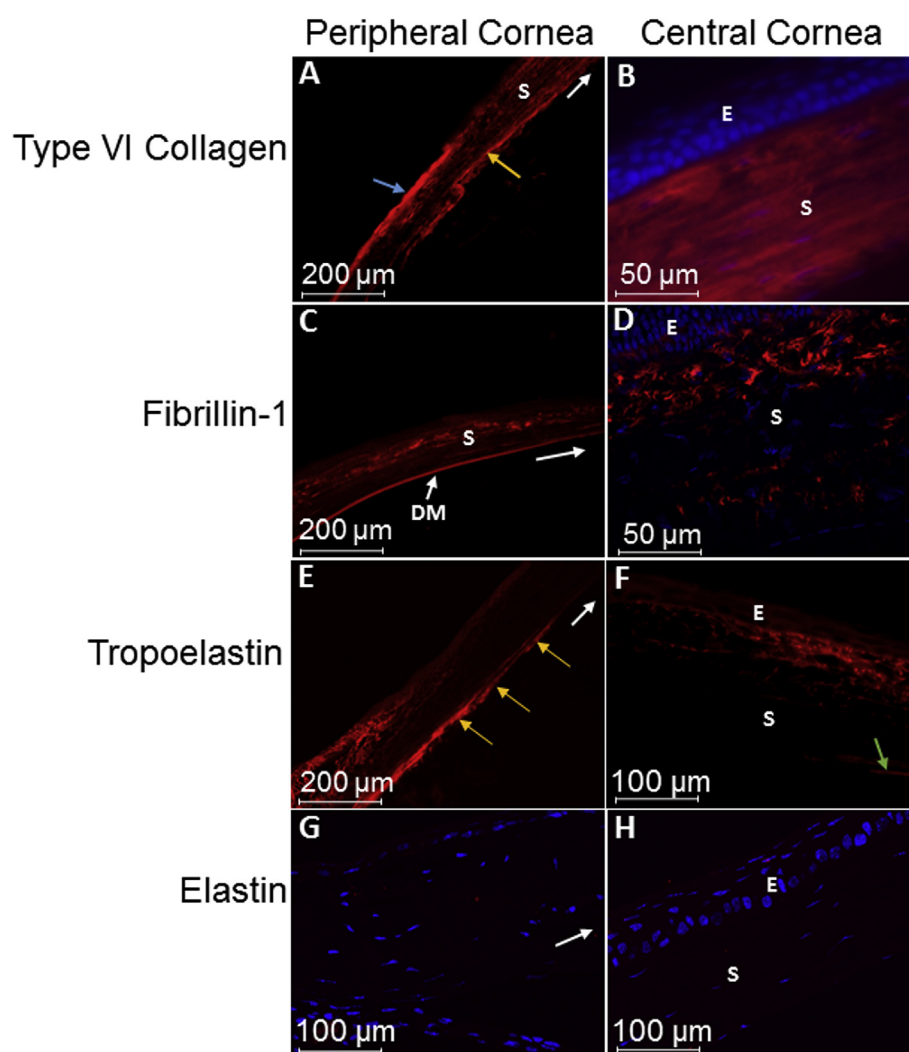 Peripheral Cornea Central Cornea
Type VI Collagen
A S 200 µm
B E S 50 µm
Fibrillin-1
C S DM 200 µm
D E S 50 µm
Tropoelastin
E 200 µm
F E S 100 µm
Elastin
G 100 µm
H E S 100 µm